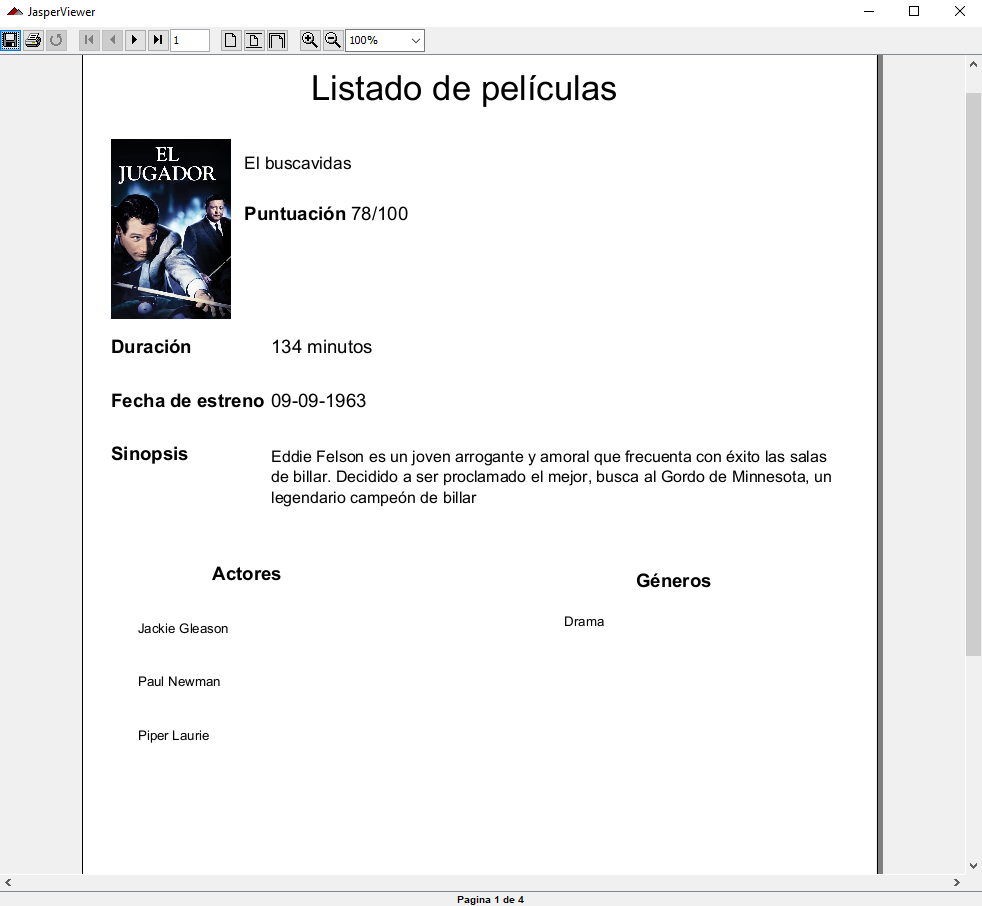 JasperViewer
1
100%
Listado de películas
EL
JUGADOR
El buscavidas
Puntuación 78/100
Duración 134 minutos
Fecha de estreno 09-09-1963
Sinopsis
Eddie Felson es un joven arrogante y amoral que frecuenta con éxito las salas
de billar. Decidido a ser proclamado el mejor, busca al Gordo de Minnesota, un
legendario campeón de billar
Actores
Jackie Gleason
Paul Newman
Piper Laurie
Géneros
Drama
Pagina 1 de 4